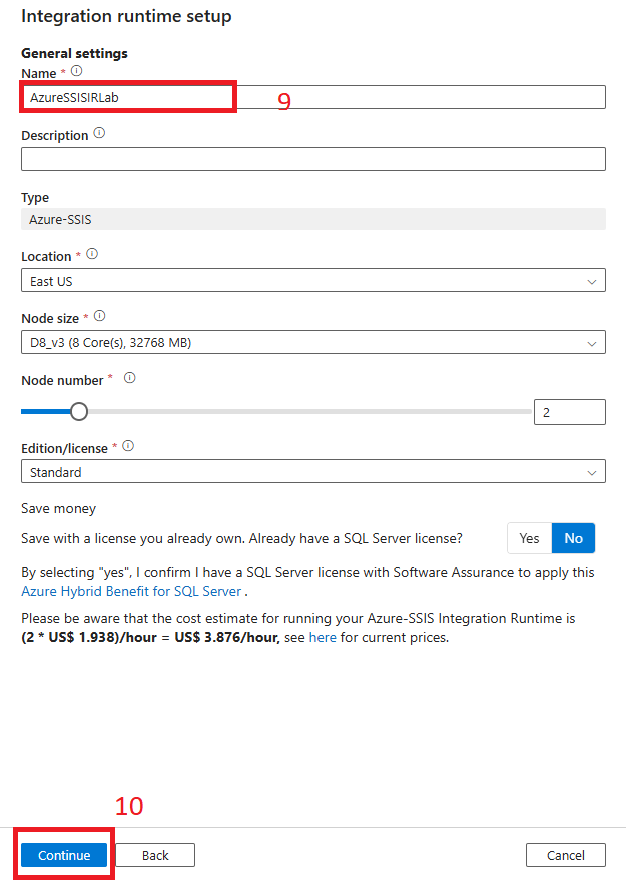 Integration runtime setup
General settings
Name *
AzureSSISIRLab
9
Description
Type
Azure-SSIS
Location *
East US
Node size *
D8_v3 (8 Core(s), 32768 MB)
Node number *
2
Edition/license *
Standard
Save money
Save with a license you already own. Already have a SQL Server license?
Yes
No
By selecting "yes", I confirm I have a SQL Server license with Software Assurance to apply this
Azure Hybrid Benefit for SQL Server .
Please be aware that the cost estimate for running your Azure-SSIS Integration Runtime is
(2 * US$ 1.938)/hour = US$ 3.876/hour, see here for current prices.
10
Continue
Back
Cancel